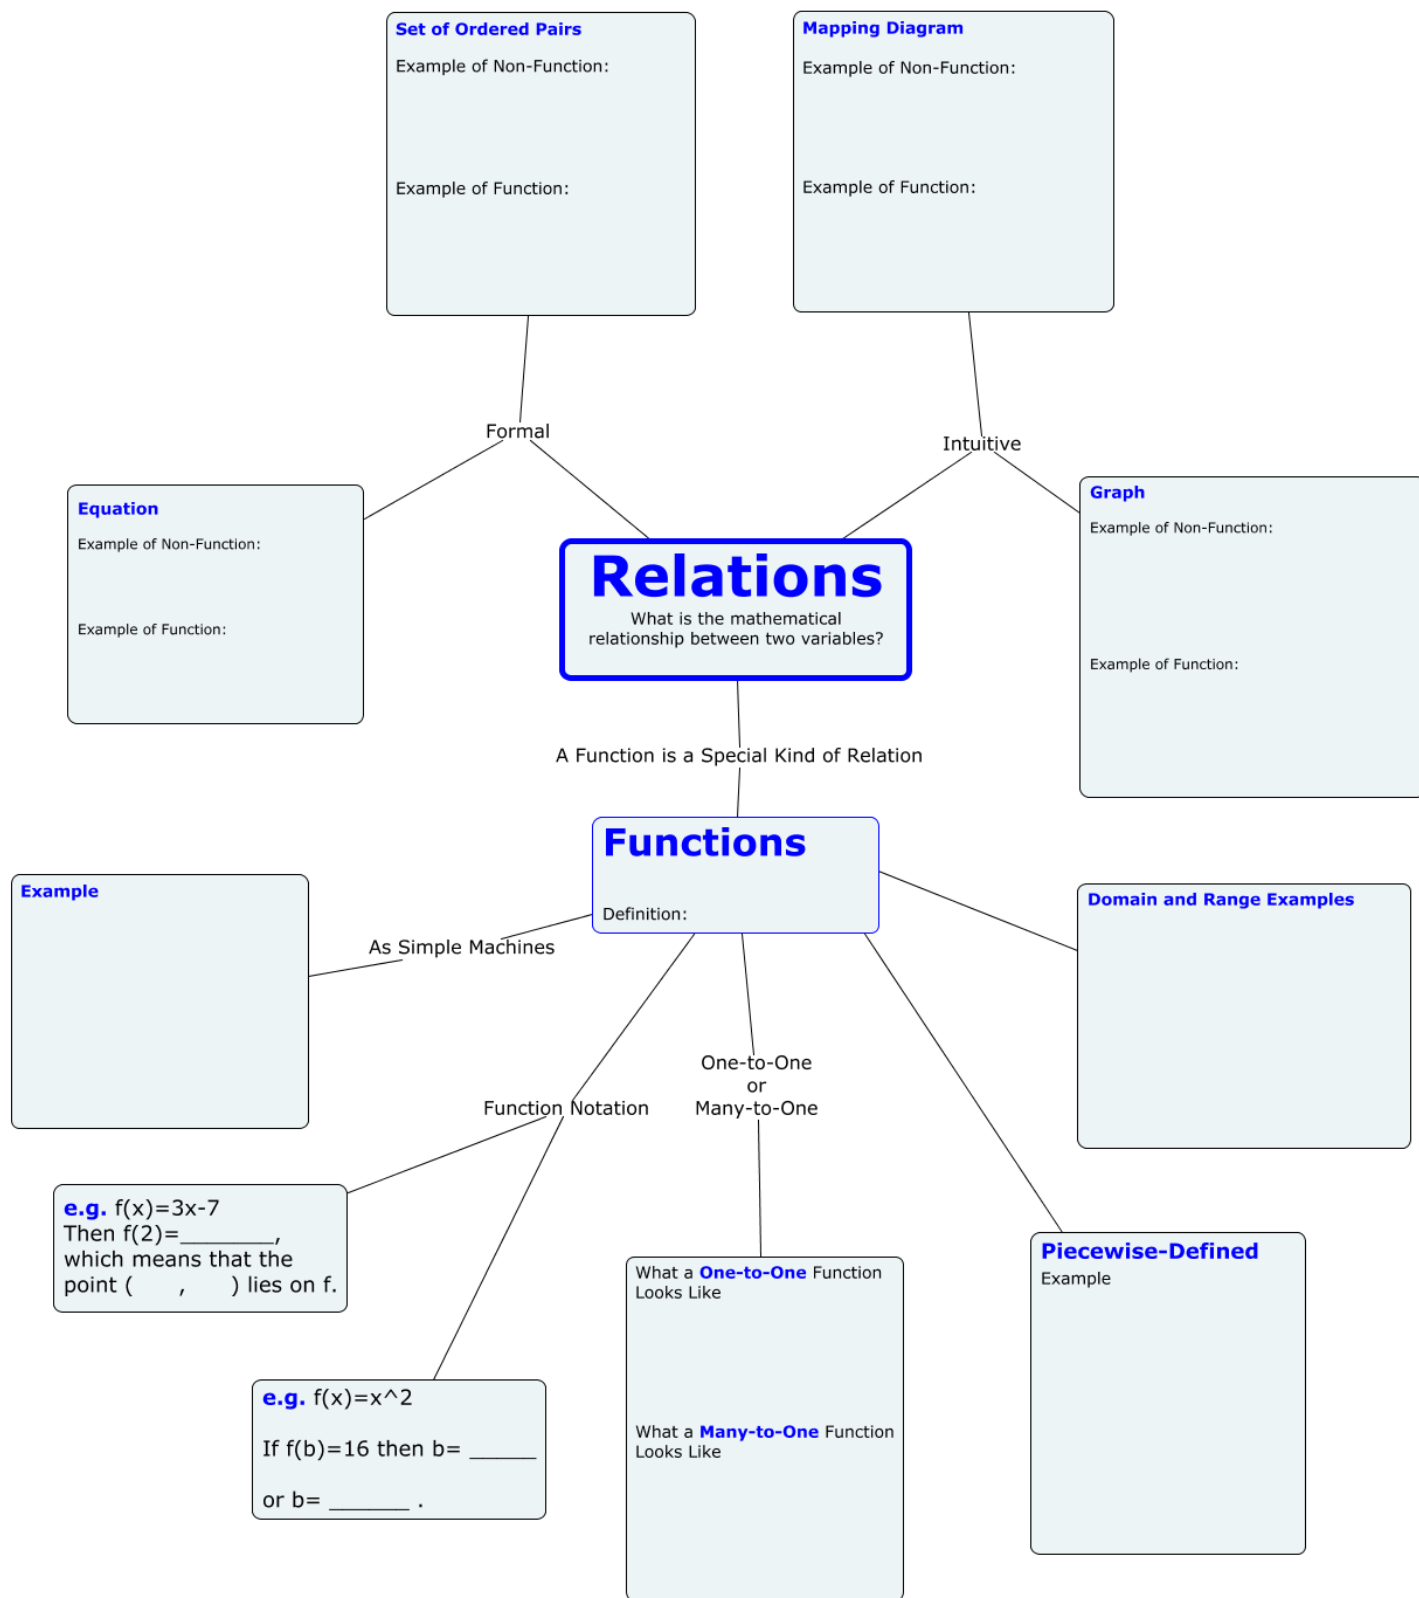 Set of Ordered Pairs
Example of Non-Function:
Example of Function:
Mapping Diagram
Example of Non-Function:
Example of Function:
Formal
Intuitive
Equation
Example of Non-Function:
Example of Function:
Relations
What is the mathematical
relationship between two variables?
Graph
Example of Non-Function:
Example of Function:
A Function is a Special Kind of Relation
Functions
Definition:
Example
As Simple Machines
Domain and Range Examples
Function Notation
One-to-One
or
Many-to-One
e.g. f(x)=3x-7
Then f(2)=________,
which means that the
point ( , ) lies on f.
e.g. f(x)=x^2
If f(b)=16 then b= _____
or b= ______ .
What a One-to-One Function
Looks Like
What a Many-to-One Function
Looks Like
Piecewise-Defined
Example